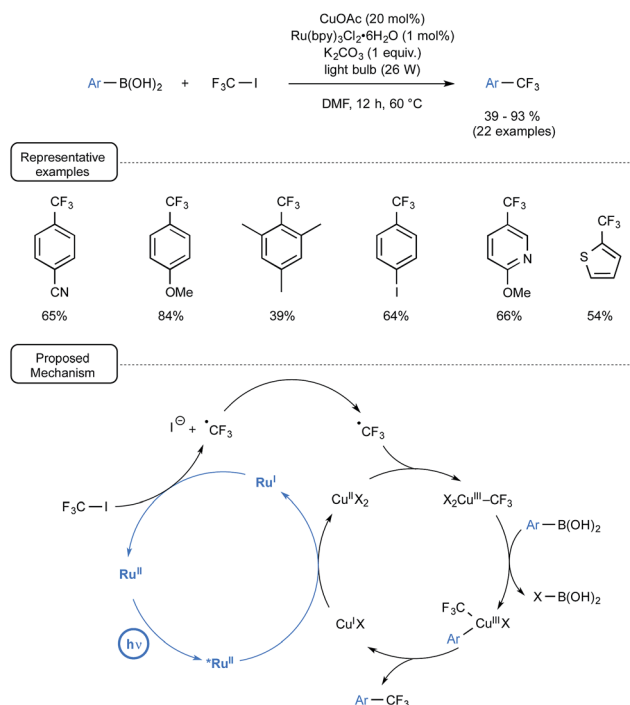 CuOAc (20 mol%)
Ru(bpy)₃Cl₂•6H₂O (1 mol%)
K₂CO₃ (1 equiv.)
light bulb (26 W)
Ar—B(OH)₂ + F₃C—I Ar—CF₃
DMF, 12 h, 60 °C
39 - 93 %
(22 examples)
Representative
examples
CF₃ CF₃ CF₃ CF₃ CF₃ CF₃
N S
CN OMe I OMe
65% 84% 39% 64% 66% 54%
Proposed
Mechanism
I⊖ + •CF₃ •CF₃
F₃C—I Ruᴵ CuᴵᴵX₂ X₂Cuᴵᴵᴵ–CF₃
Ar—B(OH)₂
Ruᴵᴵ
X—B(OH)₂
CuᴵX F₃C
CuᴵᴵᴵX
Ar
hν
*Ruᴵᴵ
Ar—CF₃